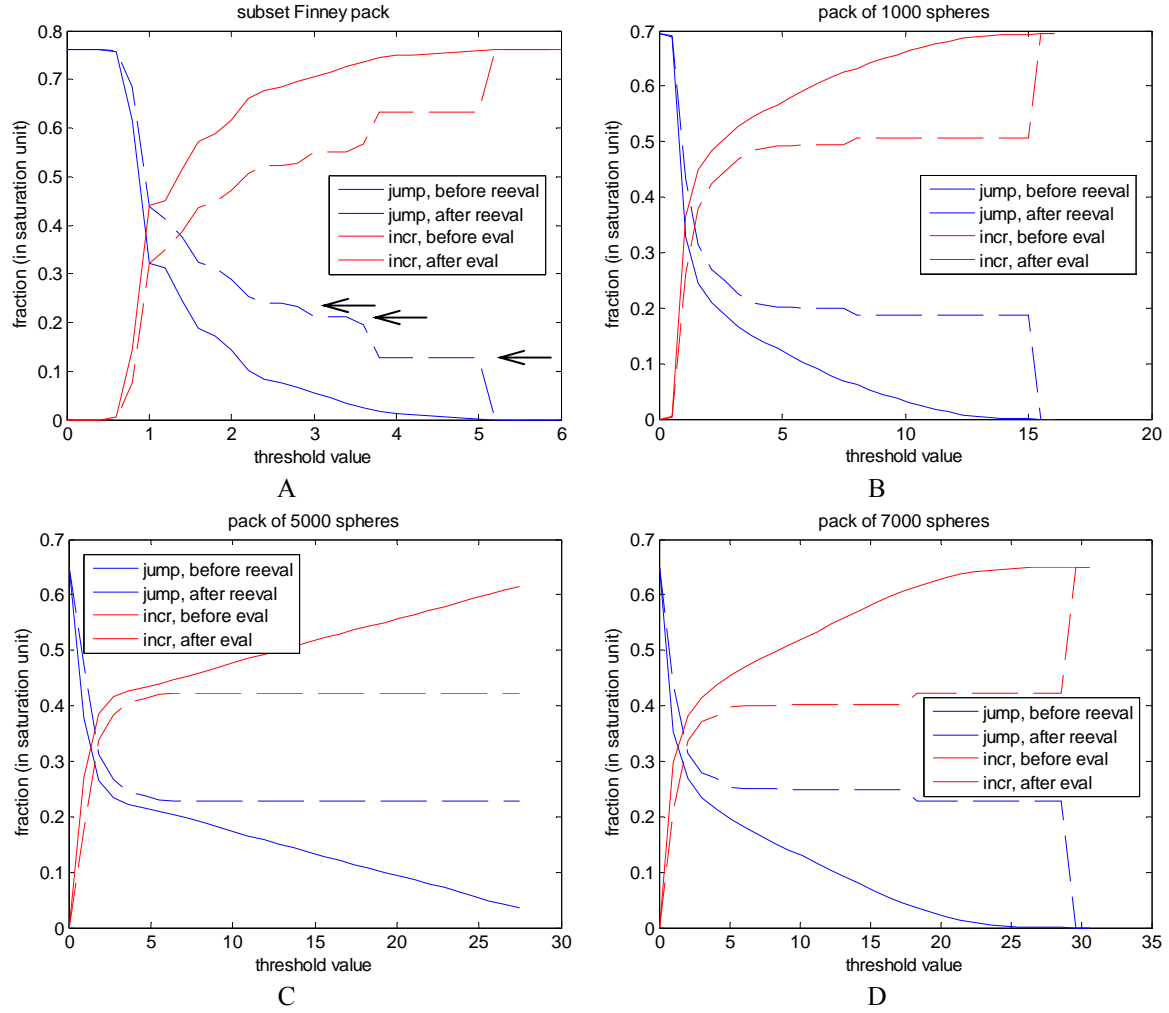 subset Finney pack
fraction (in saturation unit)
0.8
0.7
0.6
0.5
0.4
0.3
0.2
0.1
0
0 1 2 3 4 5 6
threshold value
jump, before reeval
jump, after reeval
incr, before eval
incr, after eval
A
pack of 1000 spheres
fraction (in saturation unit)
0.7
0.6
0.5
0.4
0.3
0.2
0.1
0
0 5 10 15 20
threshold value
jump, before reeval
jump, after reeval
incr, before eval
incr, after eval
B
pack of 5000 spheres
fraction (in saturation unit)
0.7
0.6
0.5
0.4
0.3
0.2
0.1
0
0 5 10 15 20 25 30
threshold value
jump, before reeval
jump, after reeval
incr, before eval
incr, after eval
C
pack of 7000 spheres
fraction (in saturation unit)
0.7
0.6
0.5
0.4
0.3
0.2
0.1
0
0 5 10 15 20 25 30 35
threshold value
jump, before reeval
jump, after reeval
incr, before eval
incr, after eval
D